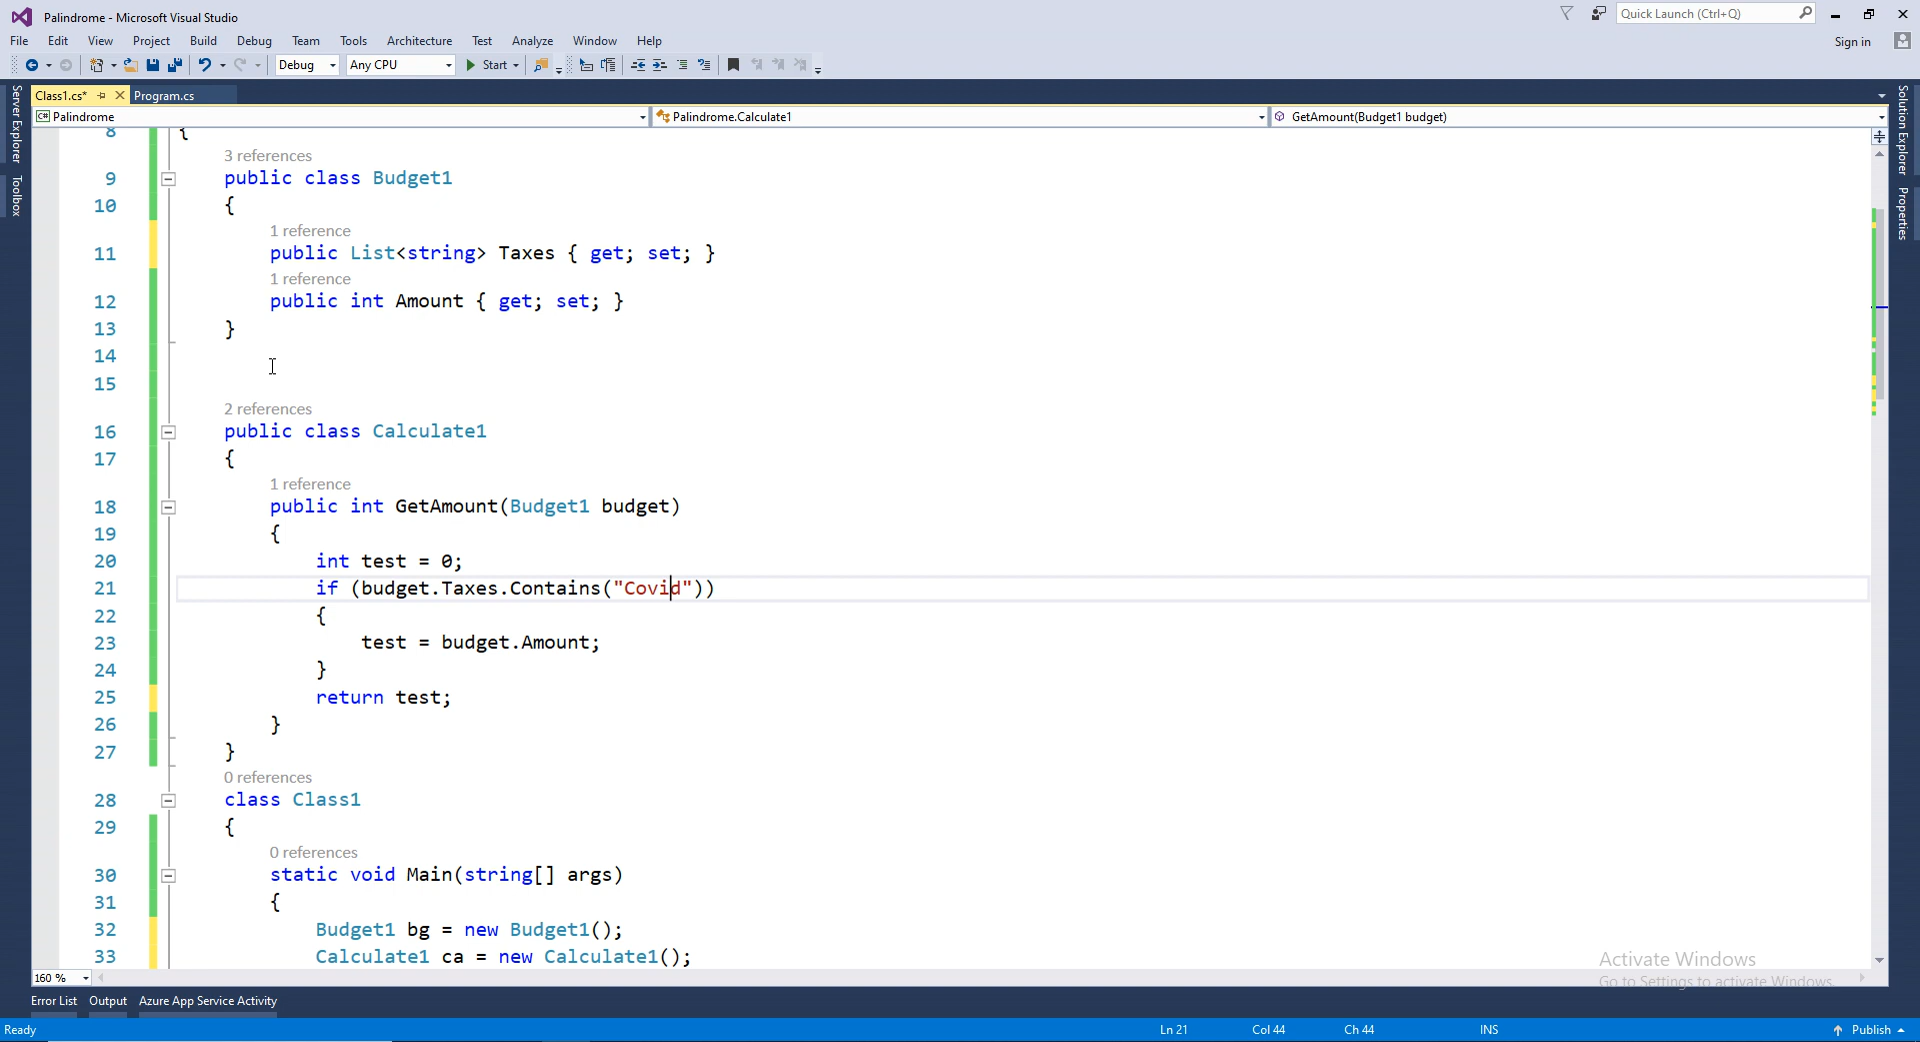 Palindrome - Microsoft Visual Studio
Quick Launch (Ctrl+Q)
File Edit View Project Build Debug Team Tools Architecture Test Analyze Window Help
Sign in
Debug Any CPU Start
Server Explorer
Toolbox
Class1.cs* Program.cs
Solution Explorer
Properties
C# Palindrome Palindrome.Calculate1 GetAmount(Budget1 budget)
8 {
3 references
9 public class Budget1
10 {
1 reference
11 public List<string> Taxes { get; set; }
1 reference
12 public int Amount { get; set; }
13 }
14
15
2 references
16 public class Calculate1
17 {
1 reference
18 public int GetAmount(Budget1 budget)
19 {
20 int test = 0;
21 if (budget.Taxes.Contains("Covid"))
22 {
23 test = budget.Amount;
24 }
25 return test;
26 }
27 }
0 references
28 class Class1
29 {
0 references
30 static void Main(string[] args)
31 {
32 Budget1 bg = new Budget1();
33 Calculate1 ca = new Calculate1();
Activate Windows
Go to Settings to activate Windows.
160 %
Error List Output Azure App Service Activity
Ready Ln 21 Col 44 Ch 44 INS Publish